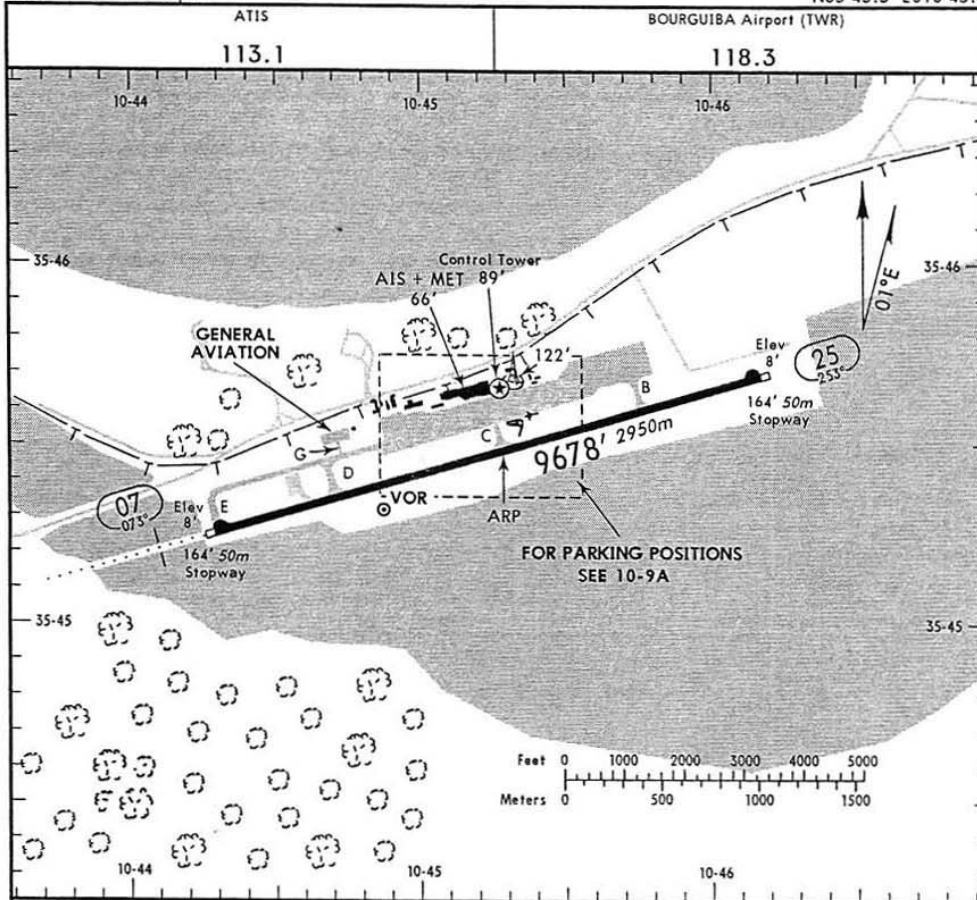 ATIS
BOURGUIBA Airport (TWR)
113.1
118.3
10-44
10-45
10-46
35-46
35-46
Control Tower
AIS + MET 89'
66'
01°E
GENERAL
AVIATION
122'
Elev
8'
25
253°
B
164' 50m
Stopway
C
9678' 2950m
G
D
07
073°
Elev
8'
E
VOR
ARP
164' 50m
Stopway
FOR PARKING POSITIONS
SEE 10-9A
35-45
35-45
Feet 0 1000 2000 3000 4000 5000
Meters 0 500 1000 1500
10-44
10-45
10-46